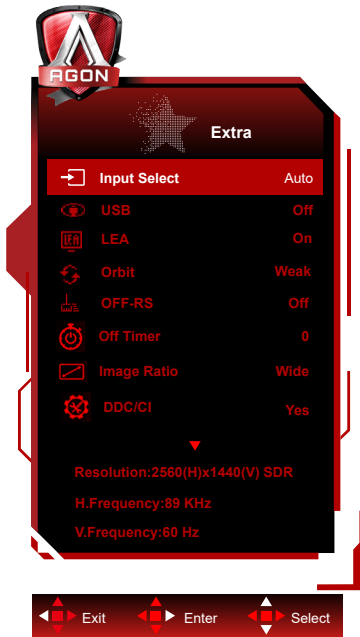 AGON
Extra
Input Select Auto
USB Off
LEA On
Orbit Weak
OFF-RS Off
Off Timer 0
Image Ratio Wide
DDC/CI Yes
Resolution:2560(H)x1440(V) SDR
H.Frequency:89 KHz
V.Frequency:60 Hz
Exit Enter Select